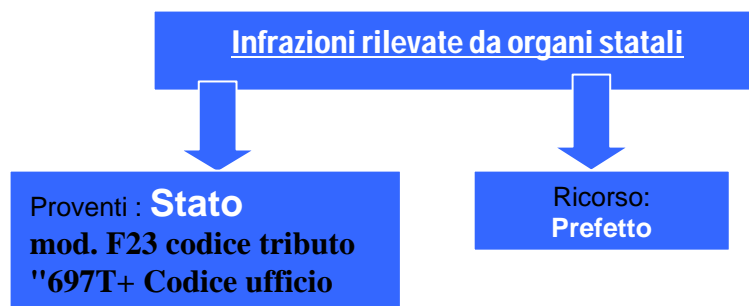 Infrazioni rilevate da organi statali
Proventi : Stato
mod. F23 codice tributo
"697T+ Codice ufficio
Ricorso:
Prefetto